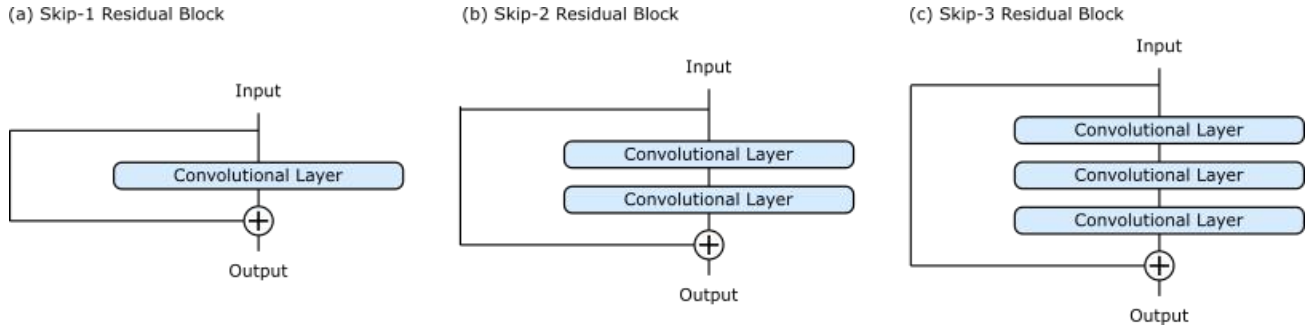 (a) Skip-1 Residual Block
Input
Convolutional Layer
Output
(b) Skip-2 Residual Block
Input
Convolutional Layer
Convolutional Layer
Output
(c) Skip-3 Residual Block
Input
Convolutional Layer
Convolutional Layer
Convolutional Layer
Output